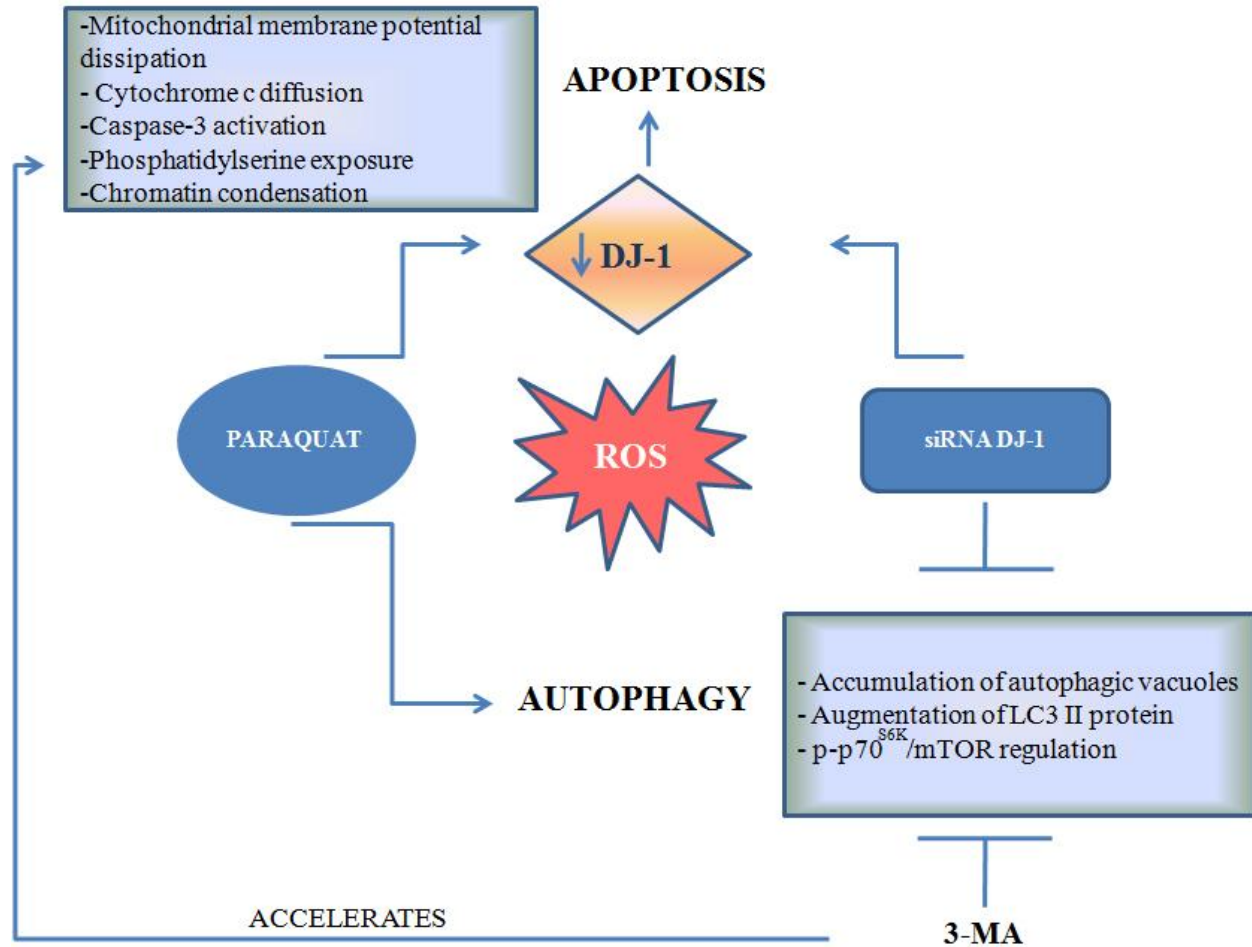 -Mitochondrial membrane potential
dissipation
- Cytochrome c diffusion
-Caspase-3 activation
-Phosphatidylserine exposure
-Chromatin condensation
APOPTOSIS
DJ-1
PARAQUAT
ROS
siRNA DJ-1
AUTOPHAGY
- Accumulation of autophagic vacuoles
- Augmentation of LC3 II protein
- p-p70S6K/mTOR regulation
ACCELERATES
3-MA